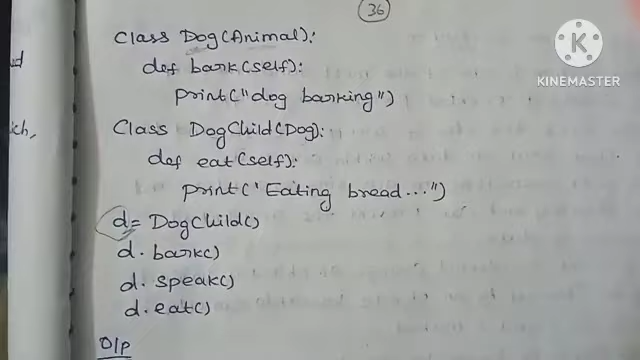 36
Class Dog(Animal):
def bark(self):
print("dog barking")
Class DogChild(Dog):
def eat(self):
print("Eating bread...")
d= DogChild()
d.bark()
d.speak()
d.eat()
O/p
K
KINEMASTER